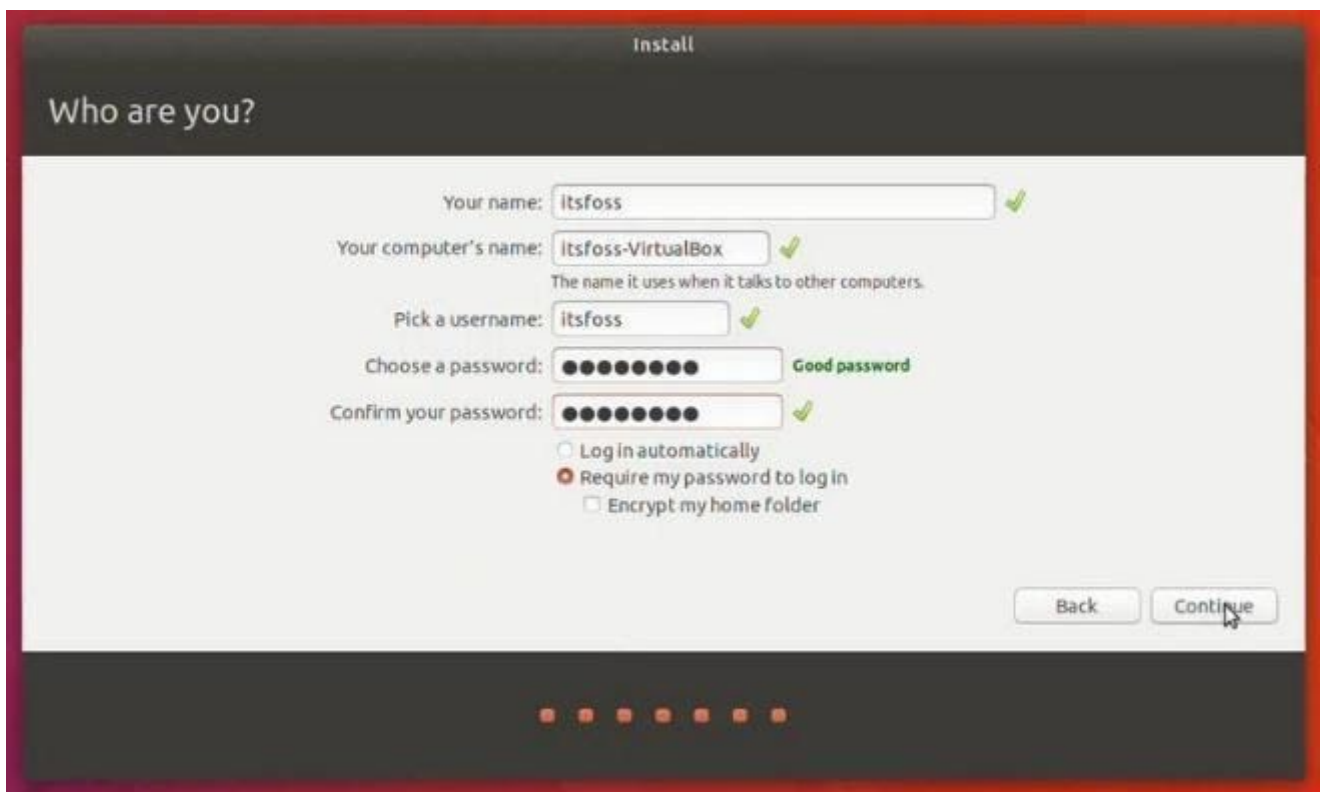 Install
Who are you?
Your name: itsfoss
Your computer's name: itsfoss-VirtualBox
The name it uses when it talks to other computers.
Pick a username: itsfoss
Choose a password: ●●●●●●●● Good password
Confirm your password: ●●●●●●●●
Log in automatically
Require my password to log in
Encrypt my home folder
Back Continue